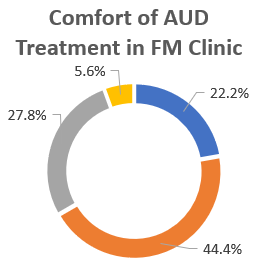 Comfort of AUD
Treatment in FM Clinic
5.6%
22.2%
27.8%
44.4%